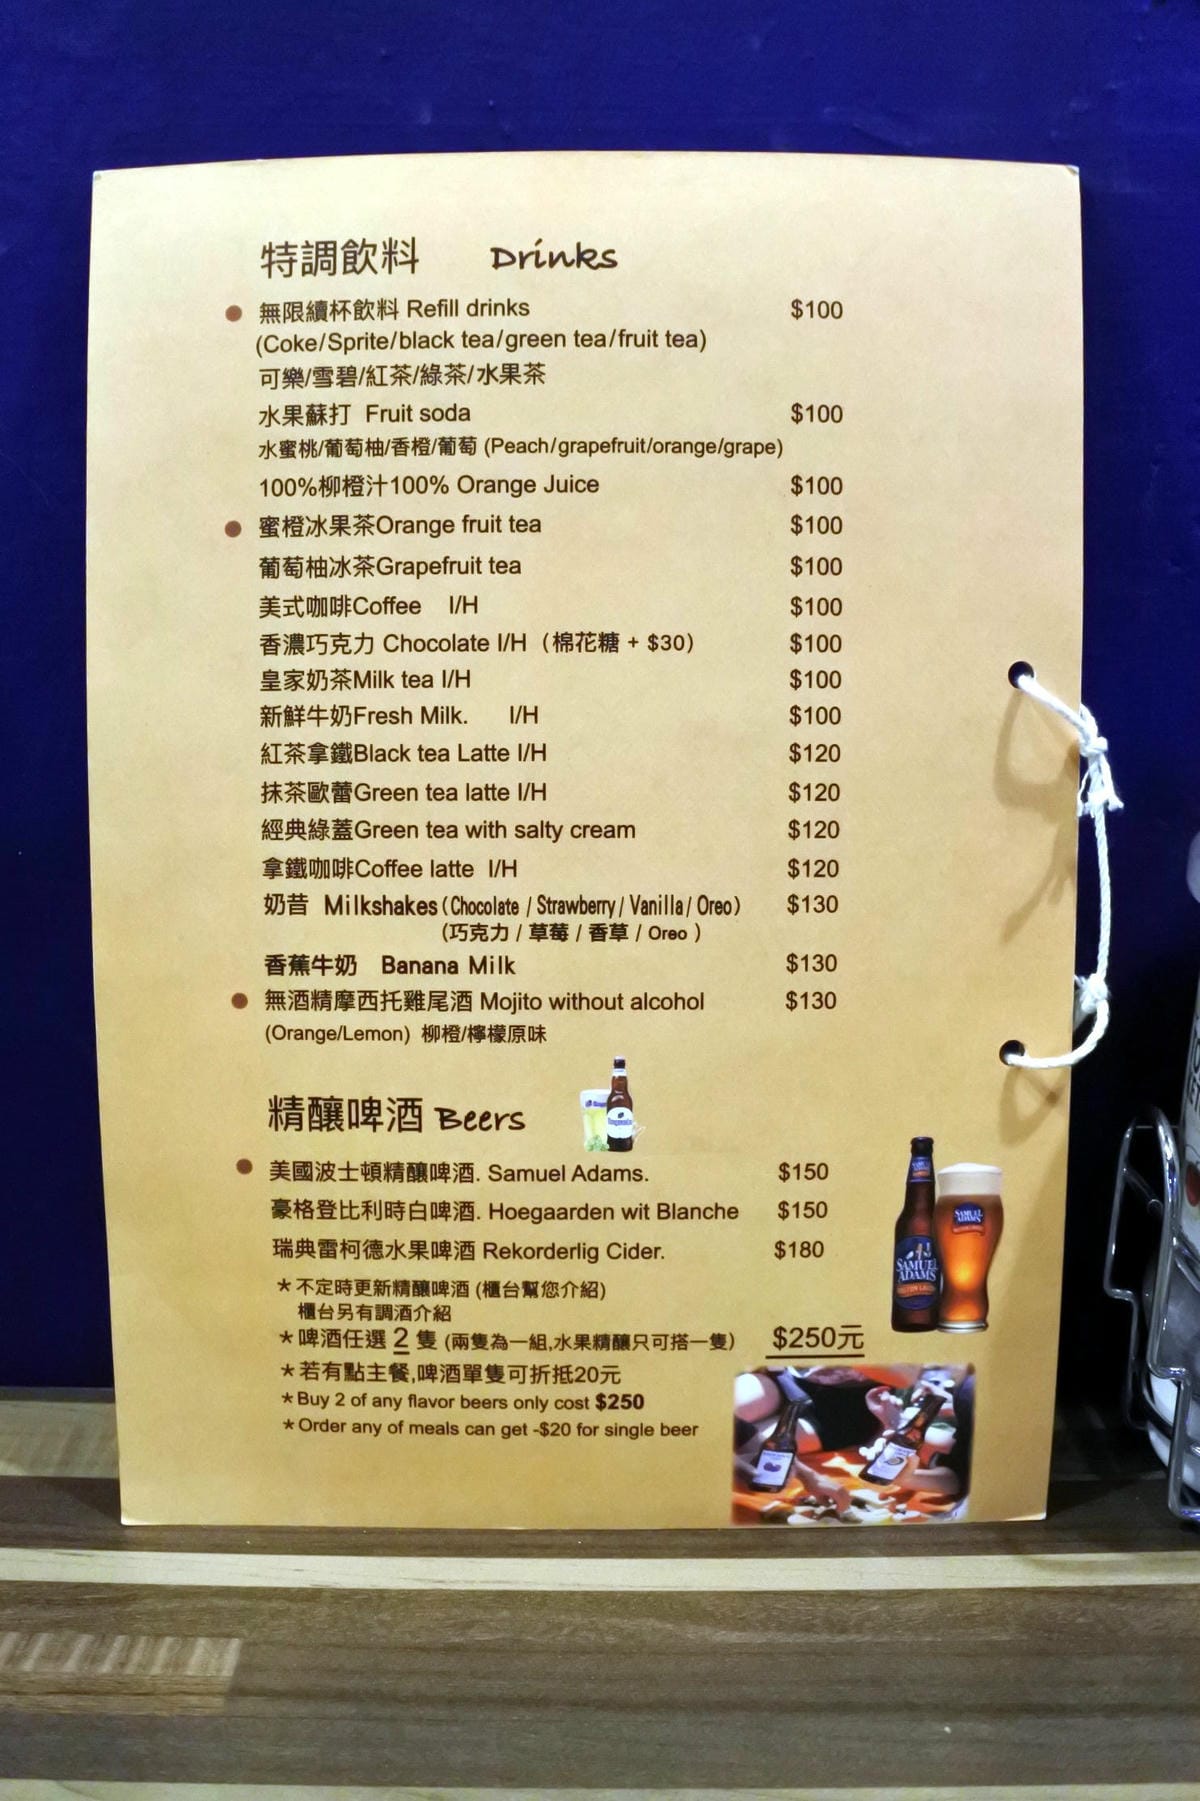 特調飲料 Drinks
無限續杯飲料 Refill drinks $100
(Coke/Sprite/black tea/green tea/fruit tea)
可樂/雪碧/紅茶/綠茶/水果茶
水果蘇打 Fruit soda $100
水蜜桃/葡萄柚/香橙/葡萄 (Peach/grapefruit/orange/grape)
100%柳橙汁100% Orange Juice $100
蜜橙冰果茶Orange fruit tea $100
葡萄柚冰茶Grapefruit tea $100
美式咖啡Coffee I/H $100
香濃巧克力 Chocolate I/H (棉花糖 + $30) $100
皇家奶茶Milk tea I/H $100
新鮮牛奶Fresh Milk. I/H $100
紅茶拿鐵Black tea Latte I/H $120
抹茶歐蕾Green tea latte I/H $120
經典綠蓋Green tea with salty cream $120
拿鐵咖啡Coffee latte I/H $120
奶昔 Milkshakes (Chocolate / Strawberry / Vanilla / Oreo) $130
(巧克力 / 草莓 / 香草 / Oreo )
香蕉牛奶 Banana Milk $130
無酒精摩西托雞尾酒 Mojito without alcohol $130
(Orange/Lemon) 柳橙/檸檬原味
精釀啤酒 Beers
美國波士頓精釀啤酒. Samuel Adams. $150
豪格登比利時白啤酒. Hoegaarden wit Blanche $150
瑞典雷柯德水果啤酒 Rekorderlig Cider. $180
*不定時更新精釀啤酒 (櫃台幫您介紹)
櫃台另有調酒介紹
*啤酒任選 2 隻 (兩隻為一組,水果精釀只可搭一隻) $250元
*若有點主餐,啤酒單隻可折抵20元
*Buy 2 of any flavor beers only cost $250
*Order any of meals can get -$20 for single beer
SAMUEL ADAMS
SAMUEL ADAMS